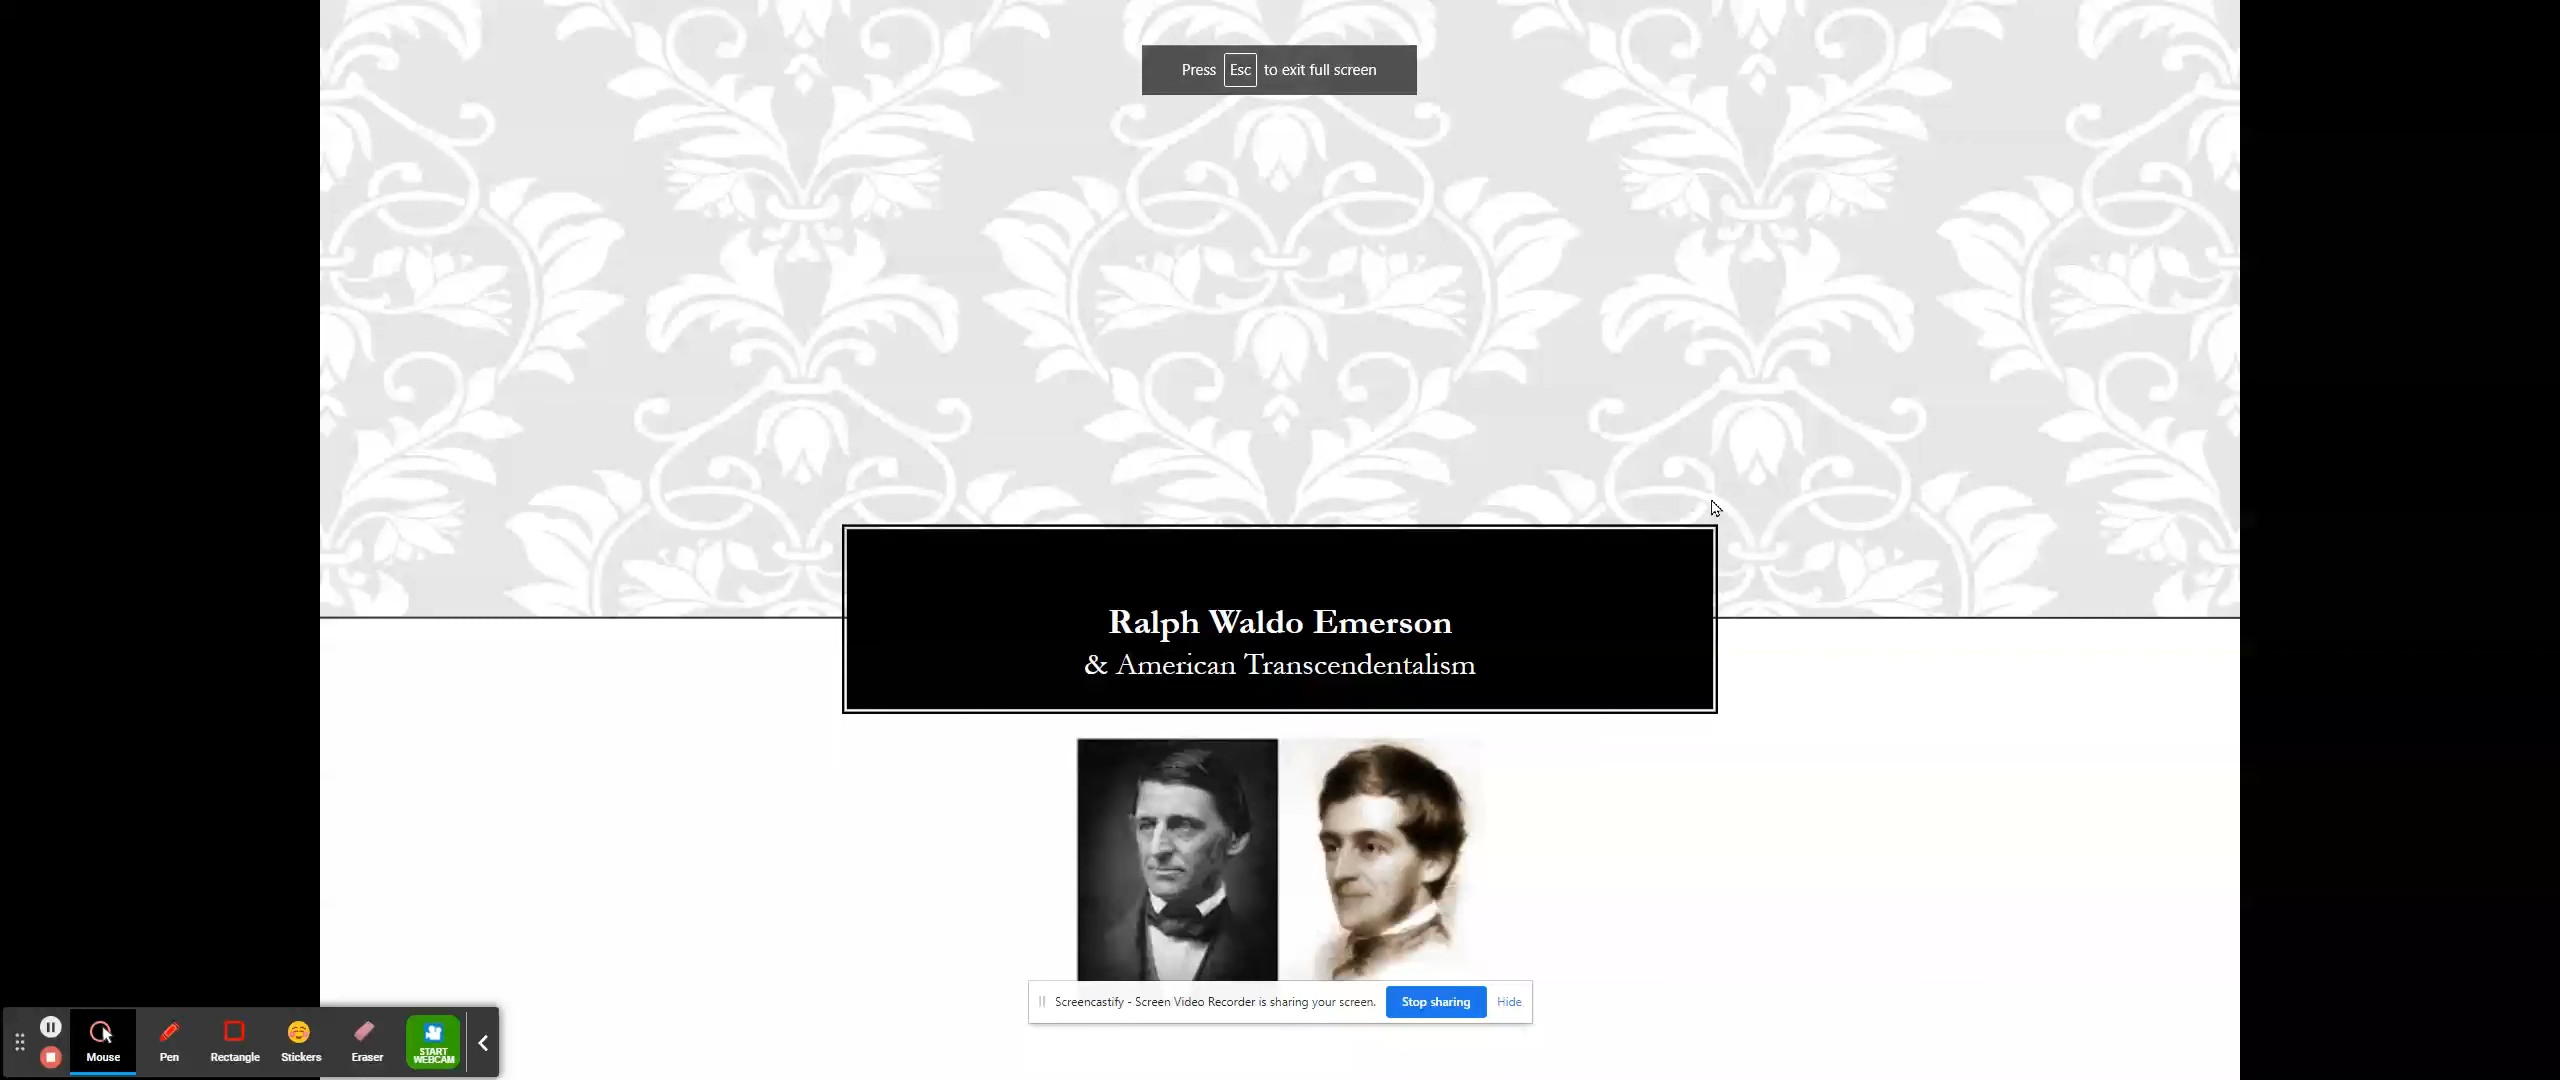 Press Esc to exit full screen
Ralph Waldo Emerson
& American Transcendentalism
Screencastify - Screen Video Recorder is sharing your screen. Stop sharing Hide
Mouse Pen Rectangle Stickers Eraser START WEBCAM